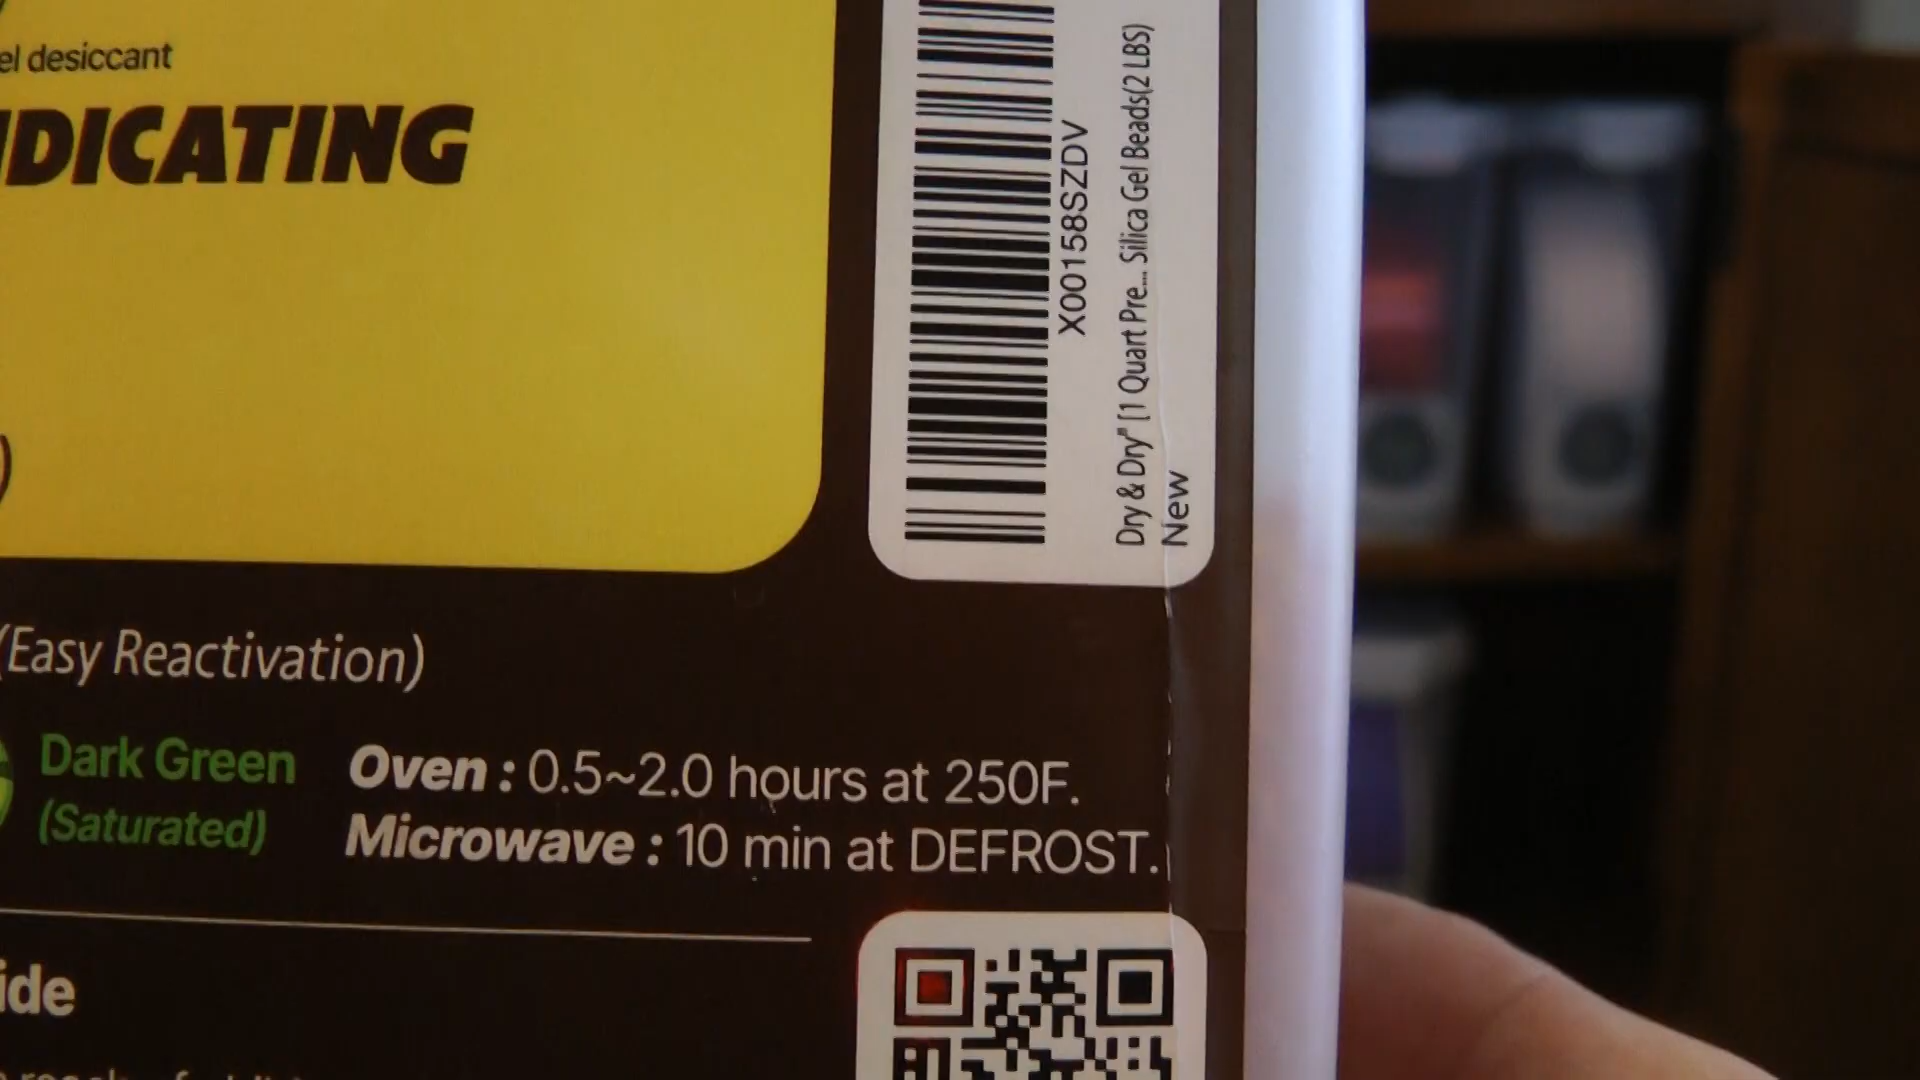 el desiccant
DICATING
X00158SZDV
Dry & Dry" [1 Quart Pre... Silica Gel Beads(2 LBS)
New
)
(Easy Reactivation)
Dark Green
(Saturated)
Oven : 0.5~2.0 hours at 250F.
Microwave : 10 min at DEFROST.
ide